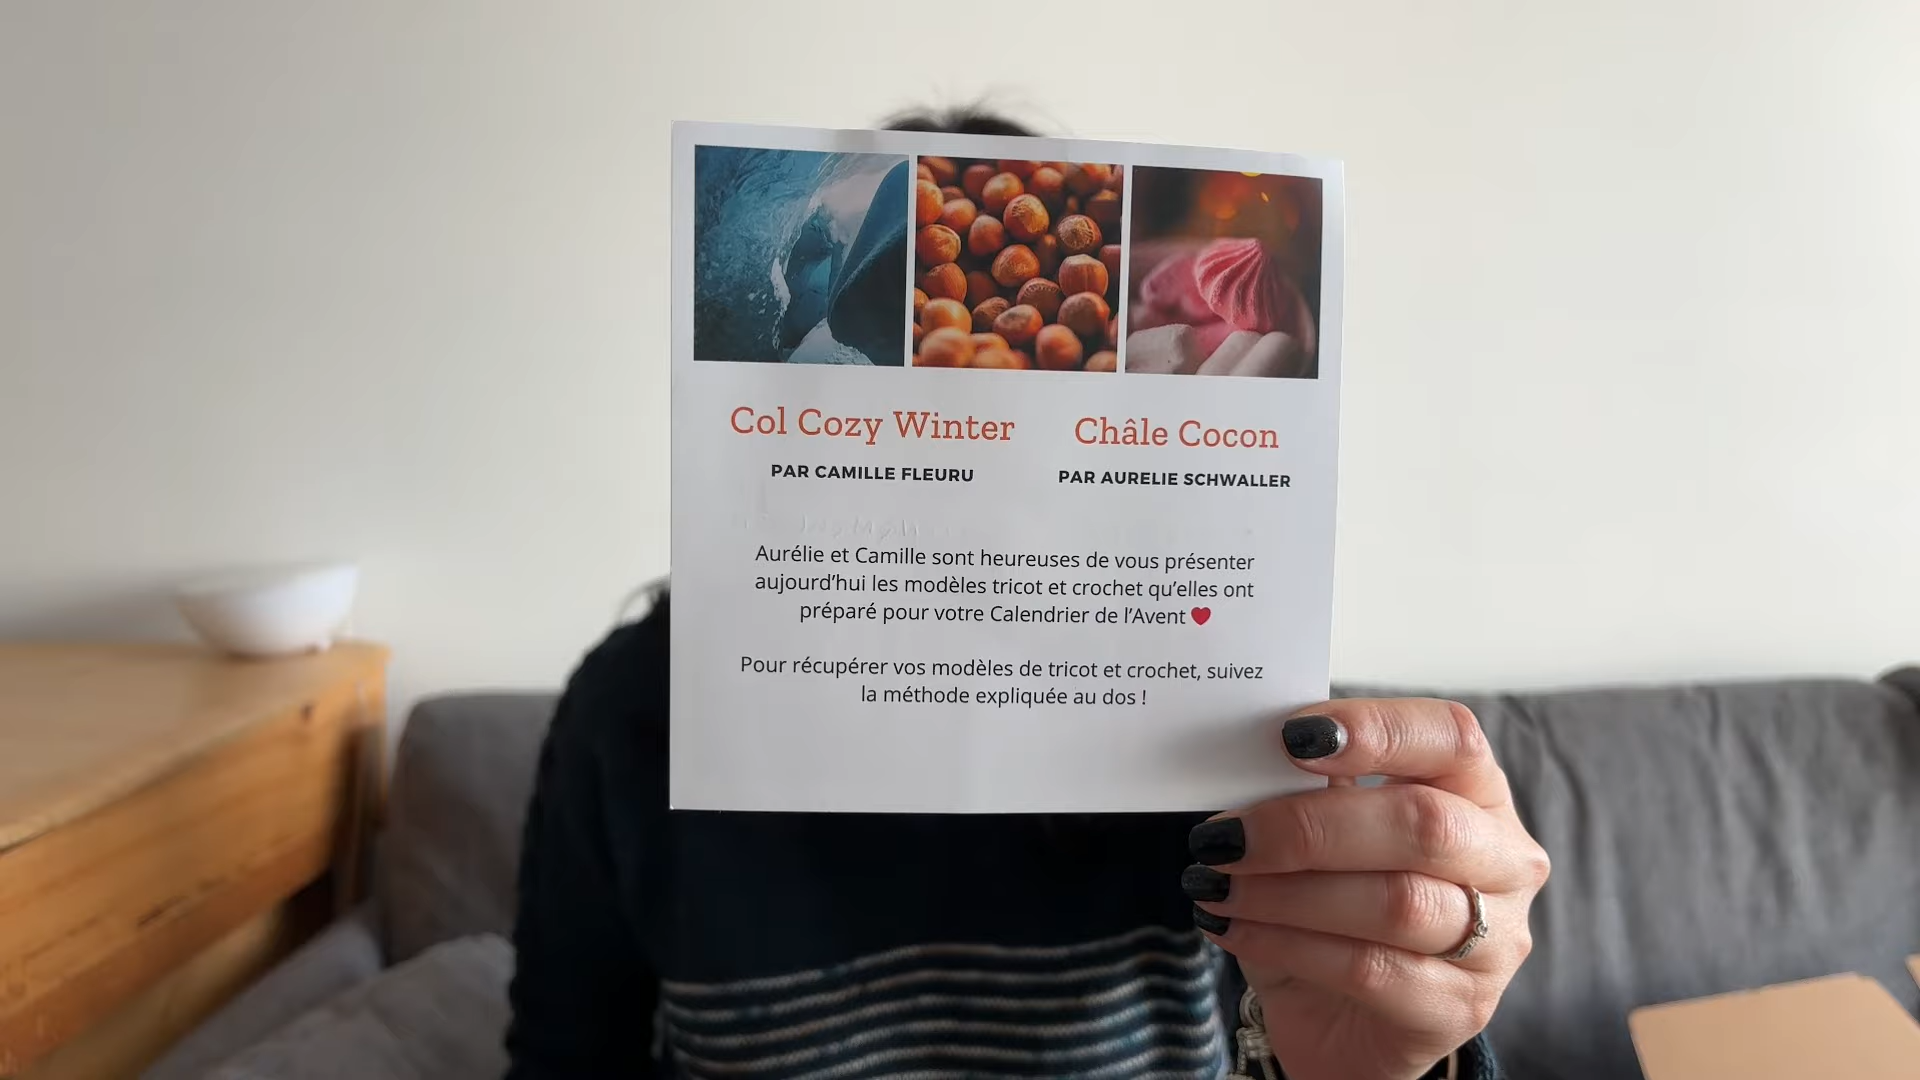 Col Cozy Winter
PAR CAMILLE FLEURU
Châle Cocon
PAR AURELIE SCHWALLER
Aurélie et Camille sont heureuses de vous présenter
aujourd'hui les modèles tricot et crochet qu'elles ont
préparé pour votre Calendrier de l'Avent ❤
Pour récupérer vos modèles de tricot et crochet, suivez
la méthode expliquée au dos !